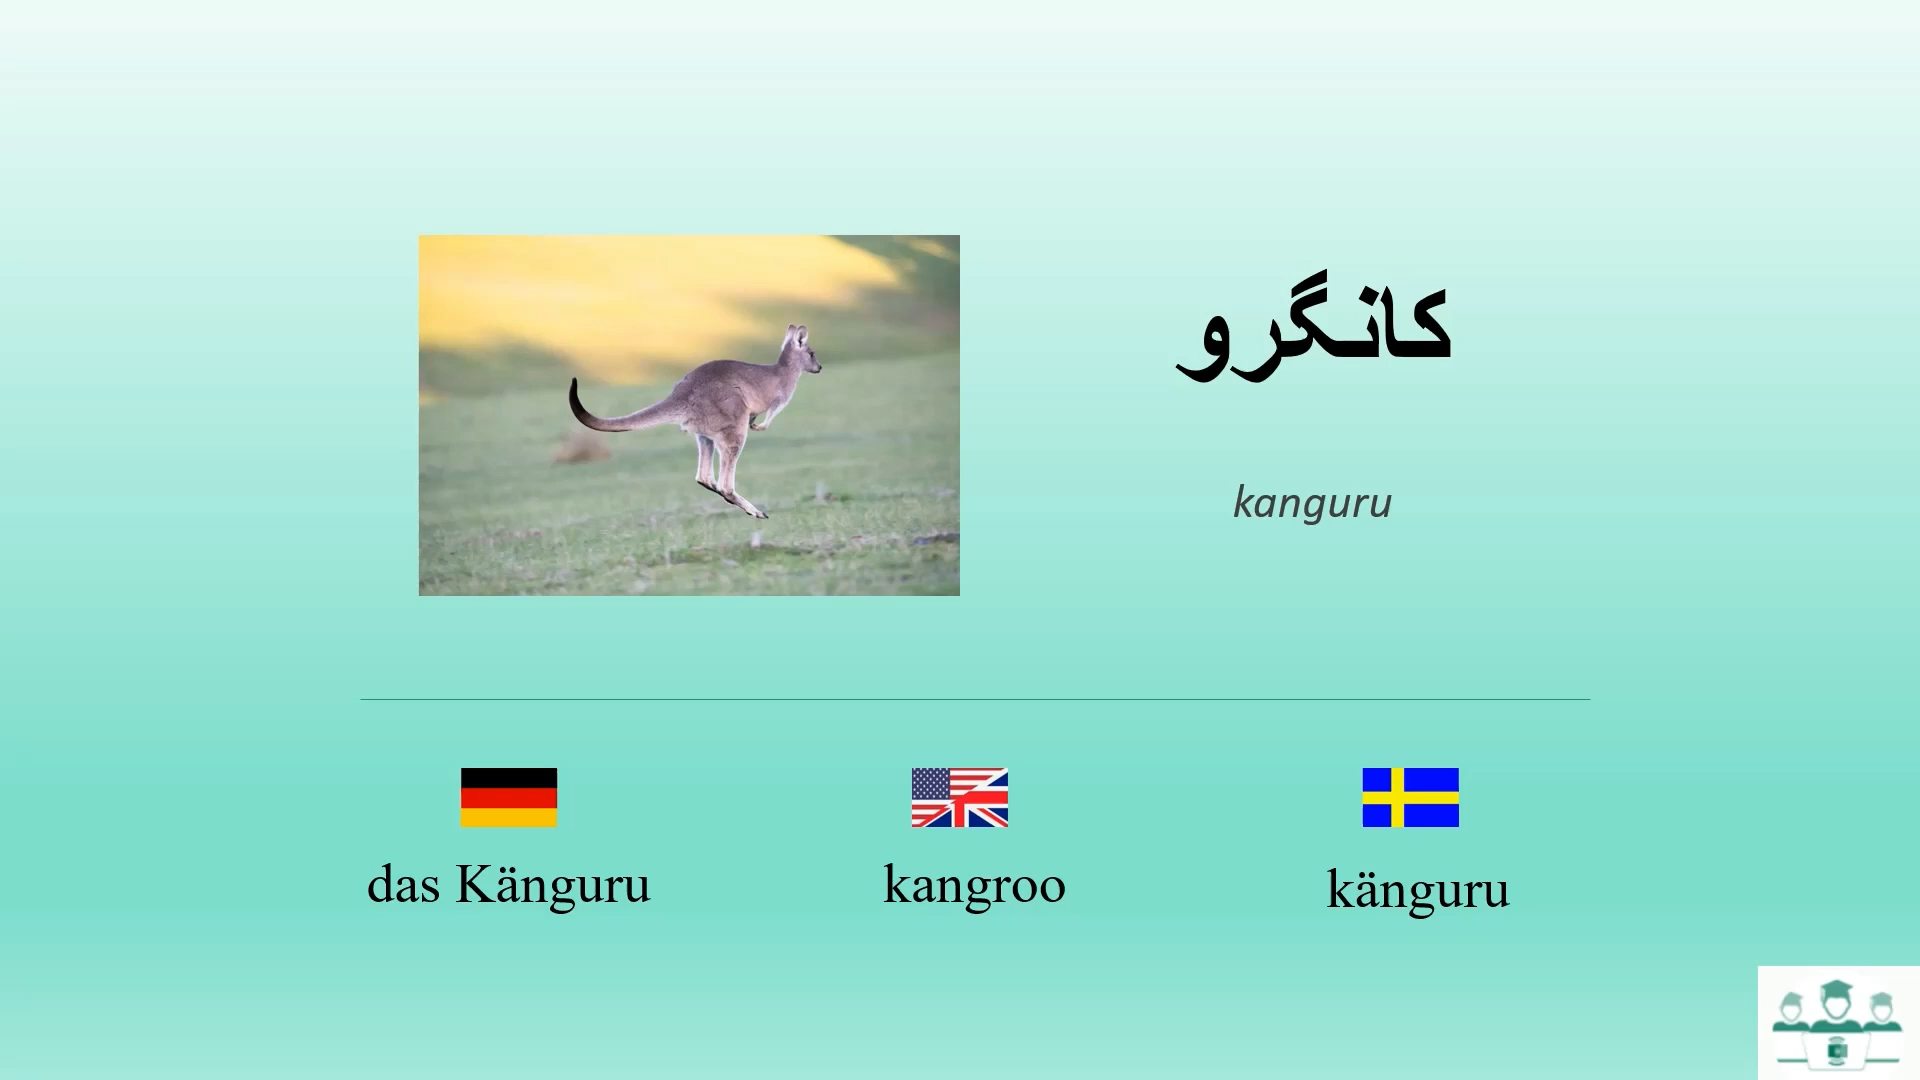 کانگرو
kanguru
das Känguru
kangroo
känguru